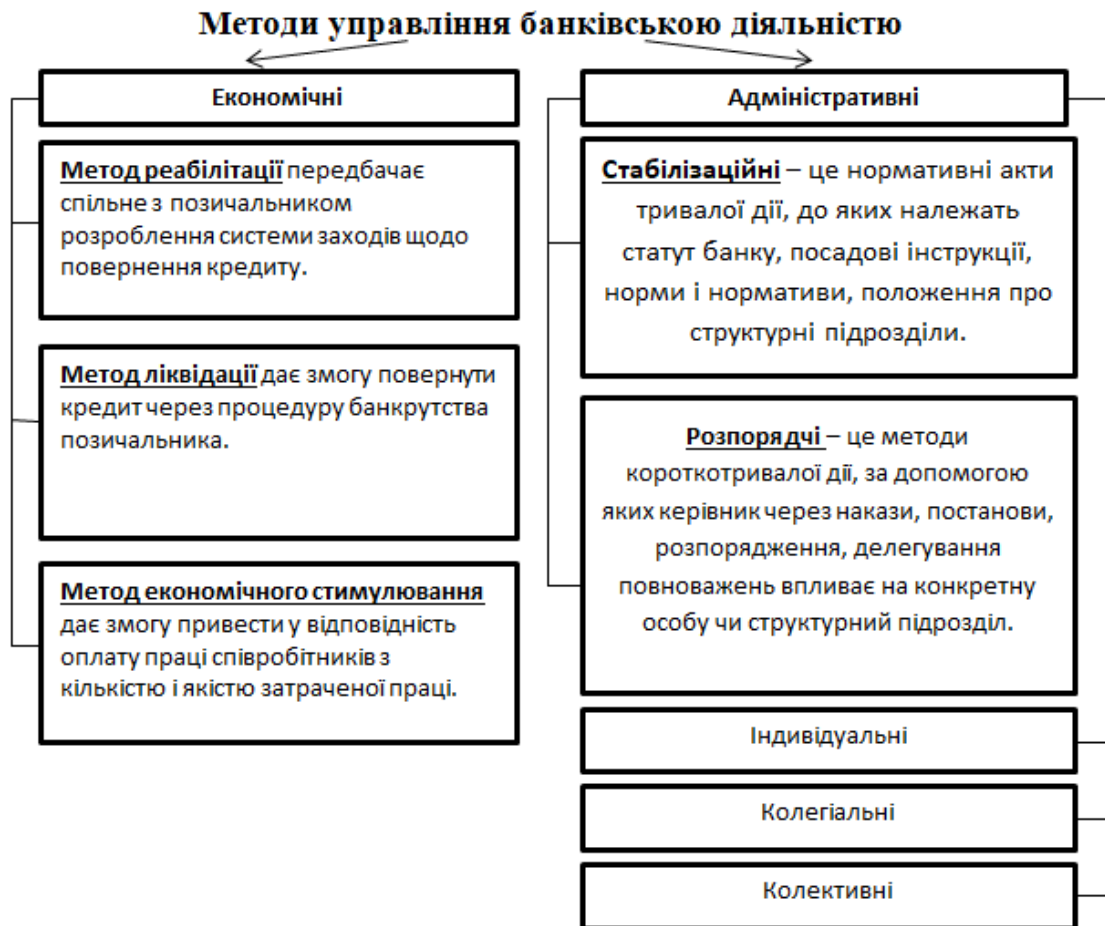 Методи управління банківською діяльністю
Економічні
Метод реабілітації передбачає
спільне з позичальником
розроблення системи заходів щодо
повернення кредиту.
Метод ліквідації дає змогу повернути
кредит через процедуру банкрутства
позичальника.
Метод економічного стимулювання
дає змогу привести у відповідність
оплату праці співробітників з
кількістю і якістю затраченої праці.
Адміністративні
Стабілізаційні – це нормативні акти
тривалої дії, до яких належать
статут банку, посадові інструкції,
норми і нормативи, положення про
структурні підрозділи.
Розпорядчі – це методи
короткотривалої дії, за допомогою
яких керівник через накази, постанови,
розпорядження, делегування
повноважень впливає на конкретну
особу чи структурний підрозділ.
Індивідуальні
Колегіальні
Колективні